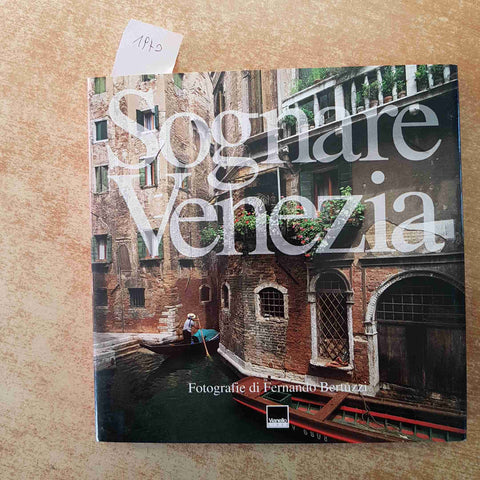 Sognare
Venezia
Fotografie di Fernando Bertuzzi